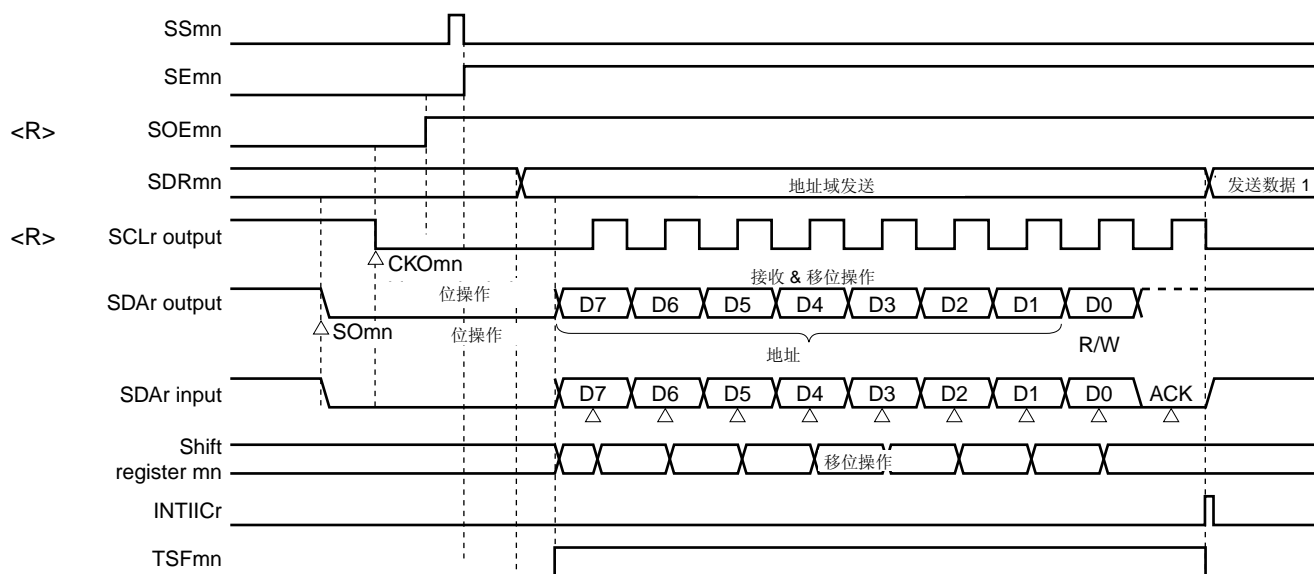 SSmn
SEmn
<R> SOEmn
SDRmn 地址域发送 发送数据 1
<R> SCLr output
CKOmn
接收 & 移位操作
位操作
SDAr output D7 D6 D5 D4 D3 D2 D1 D0
SOmn 位操作
地址 R/W
SDAr input D7 D6 D5 D4 D3 D2 D1 D0 ACK
Shift
register mn 移位操作
INTIICr
TSFmn